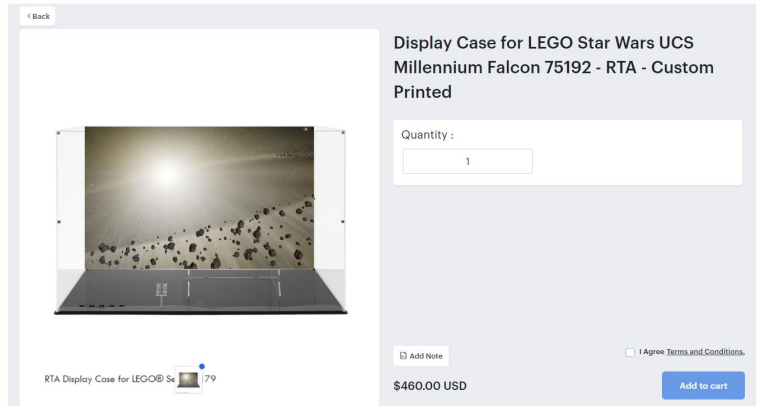 Back
Display Case for LEGO Star Wars UCS
Millennium Falcon 75192 - RTA - Custom
Printed
Quantity :
1
Add Note
I Agree Terms and Conditions.
RTA Display Case for LEGO® Se 179
$460.00 USD
Add to cart